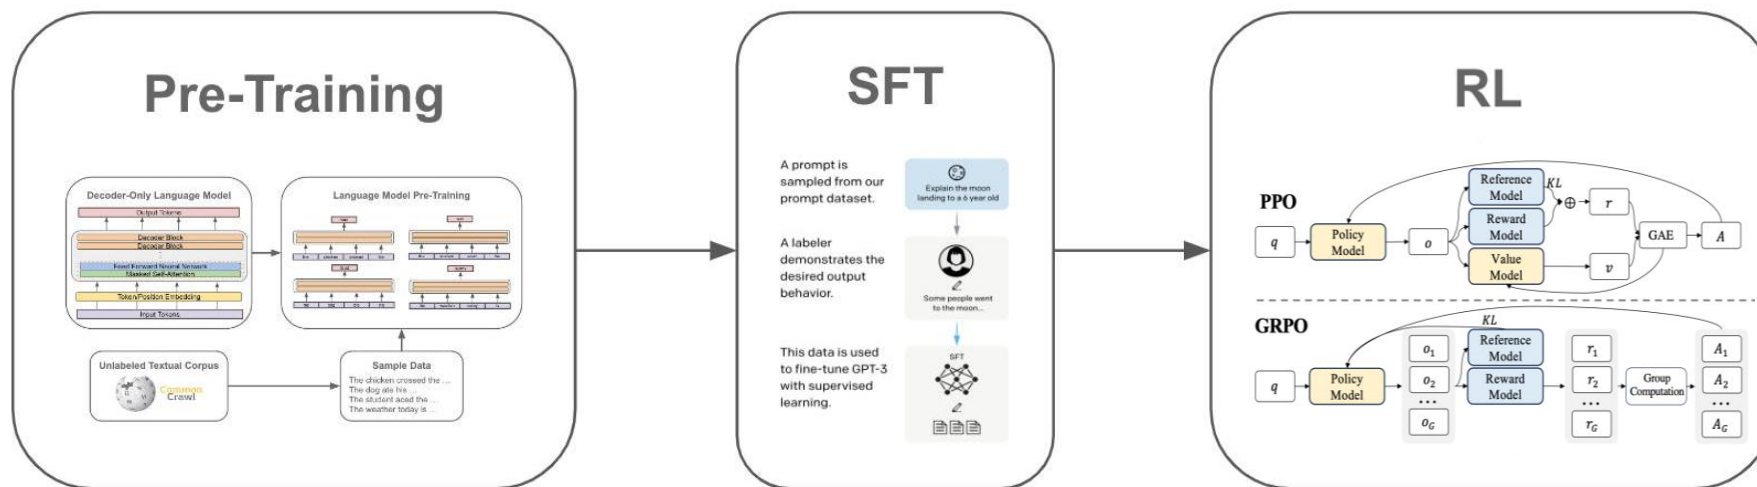 Pre-Training
Decoder-Only Language Model
Output Tokens
Decoder Block
Decoder Block
Feed Forward Neural Network
Masked Self-Attention
Token/Position Embedding
Input Tokens
Language Model Pre-Training
Unlabeled Textual Corpus
Common
Crawl
Sample Data
The chicken crossed the ...
The dog ate his ...
The student aced the ...
The weather today is ...
SFT
A prompt is
sampled from our
prompt dataset.
Explain the moon
landing to a 6 year old
A labeler
demonstrates the
desired output
behavior.
Some people went
to the moon...
This data is used
to fine-tune GPT-3
with supervised
learning.
SFT
RL
PPO
q
Policy
Model
o
Reference
Model
Reward
Model
Value
Model
KL
⊕
r
v
GAE
A
GRPO
q
Policy
Model
o₁
o₂
...
o_G
KL
Reference
Model
Reward
Model
r₁
r₂
...
r_G
Group
Computation
A₁
A₂
...
A_G